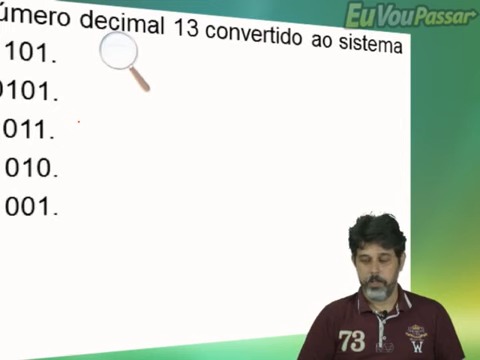 EuVouPassar
úmero decimal 13 convertido ao sistema
101.
0101.
011.
010.
001.
73
W